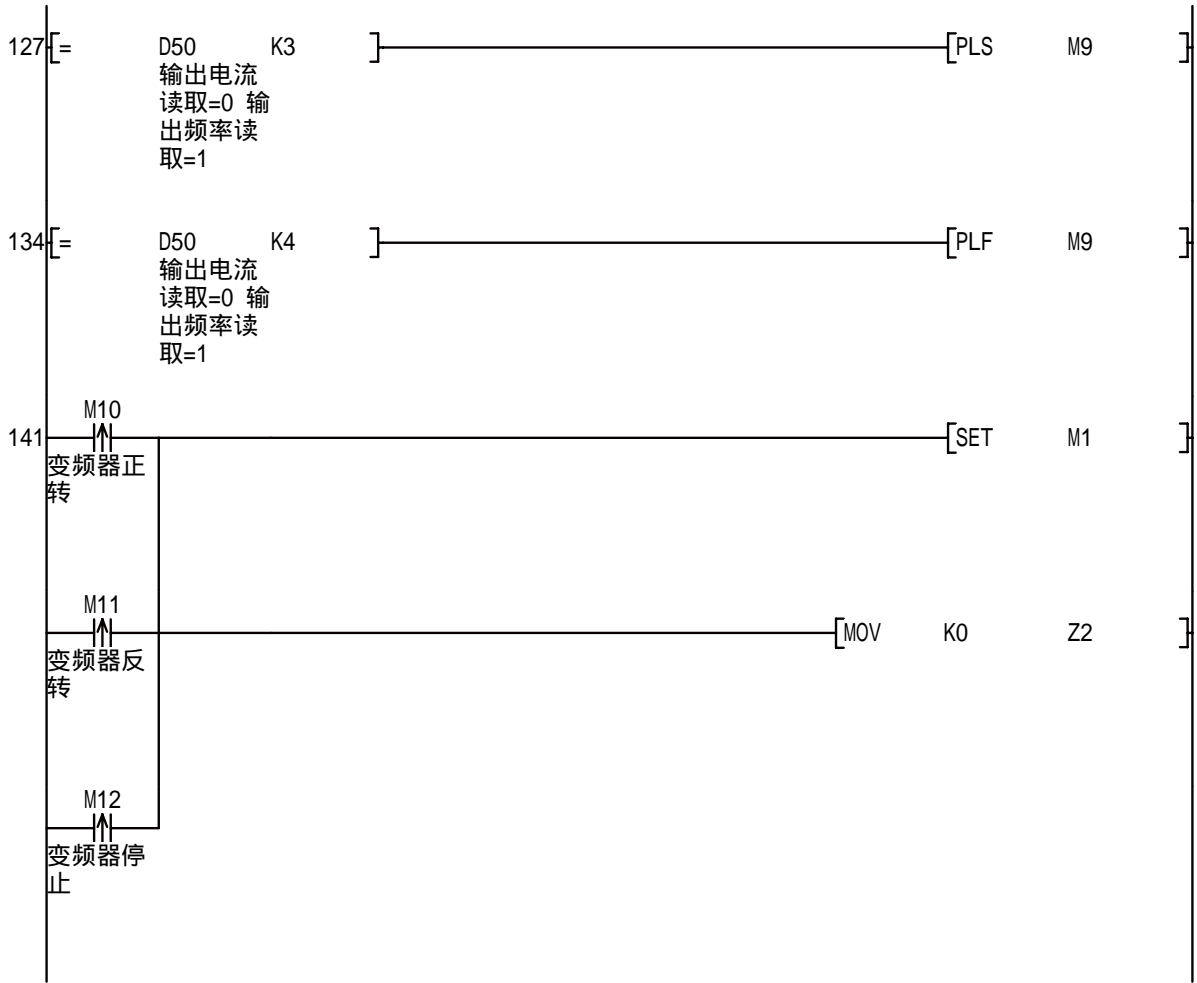 127 = D50 K3 PLS M9
输出电流
读取=0 输
出频率读
取=1
134 = D50 K4 PLF M9
输出电流
读取=0 输
出频率读
取=1
M10
141 SET M1
变频器正
转
M11
MOV K0 Z2
变频器反
转
M12
变频器停
止